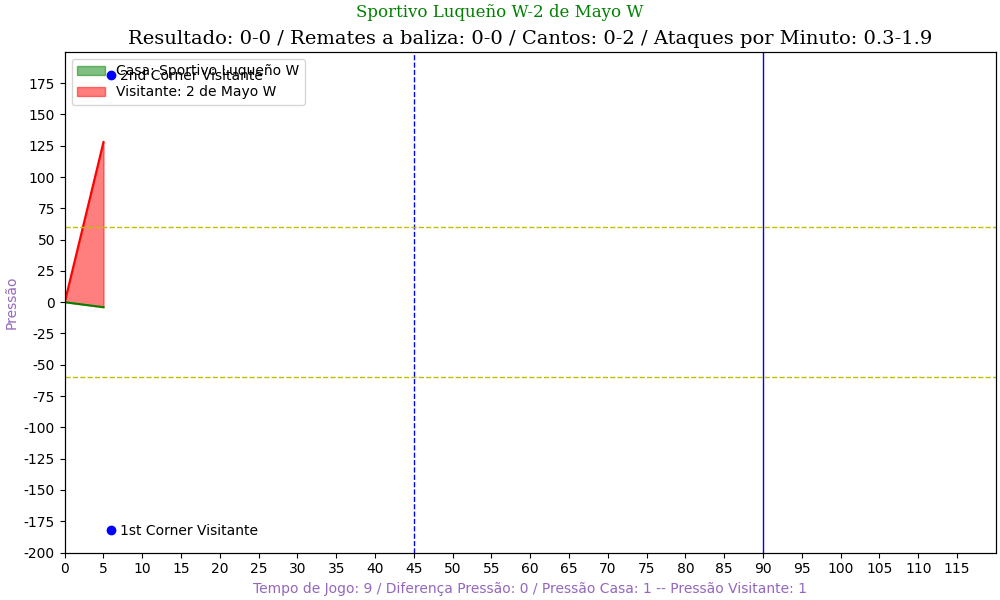 Sportivo Luqueño W-2 de Mayo W
Resultado: 0-0 / Remates a baliza: 0-0 / Cantos: 0-2 / Ataques por Minuto: 0.3-1.9
Casa: Sportivo Luqueño W
2nd Corner Visitante
Visitante: 2 de Mayo W
175
150
125
100
75
50
25
0
-25
-50
-75
-100
-125
-150
-175
-200
Pressão
1st Corner Visitante
0 5 10 15 20 25 30 35 40 45 50 55 60 65 70 75 80 85 90 95 100 105 110 115
Tempo de Jogo: 9 / Diferença Pressão: 0 / Pressão Casa: 1 -- Pressão Visitante: 1